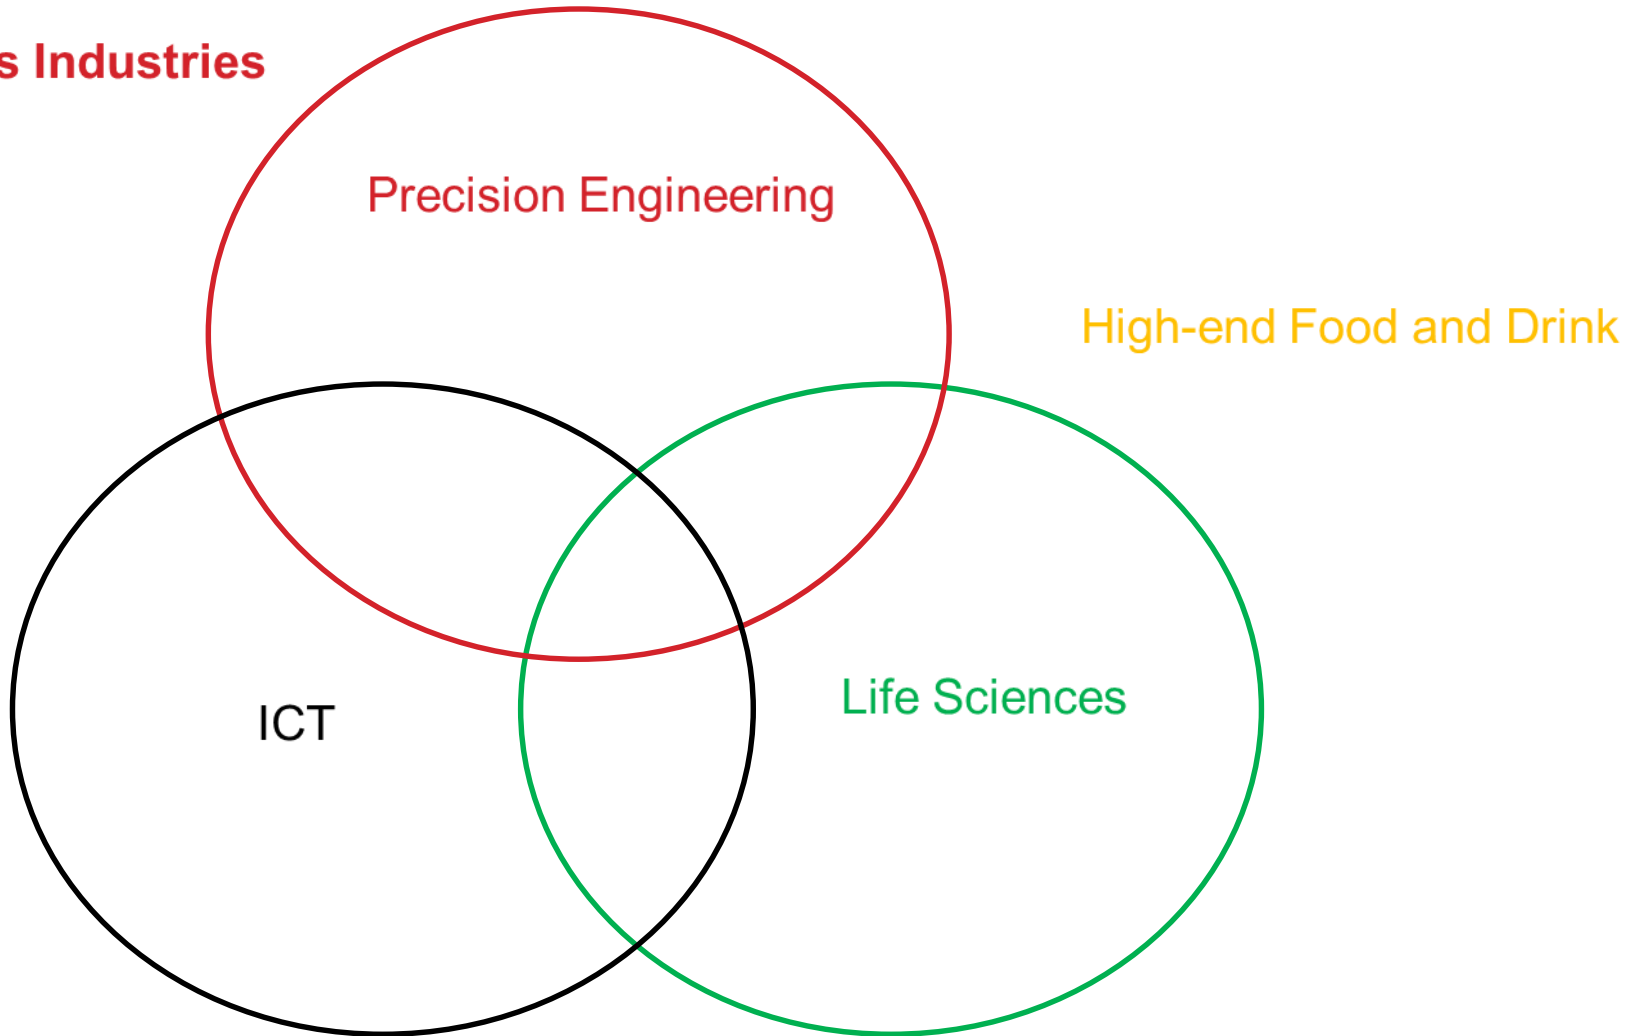 s Industries
Precision Engineering
High-end Food and Drink
Life Sciences
ICT